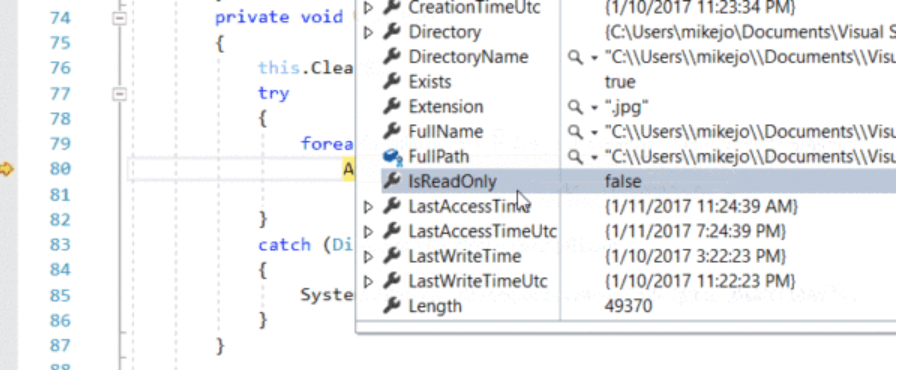 74 private void
CreationTimeUtc {1/10/2017 11:23:34 PM}
75 {
Directory {C:\Users\mikejo\Documents\Visual S
DirectoryName "C:\\Users\\mikejo\\Documents\\Visu
76 this.Clea
Exists true
77 try
Extension ".jpg"
78 {
FullName "C:\\Users\\mikejo\\Documents\\Visu
79 forea
FullPath "C:\\Users\\mikejo\\Documents\\Visu
80 A
IsReadOnly false
81
LastAccessTime {1/11/2017 11:24:39 AM}
82 }
LastAccessTimeUtc {1/11/2017 7:24:39 PM}
83 catch (Di
LastWriteTime {1/10/2017 3:22:23 PM}
84 {
LastWriteTimeUtc {1/10/2017 11:22:23 PM}
85 Syste
Length 49370
86 }
87 }
88